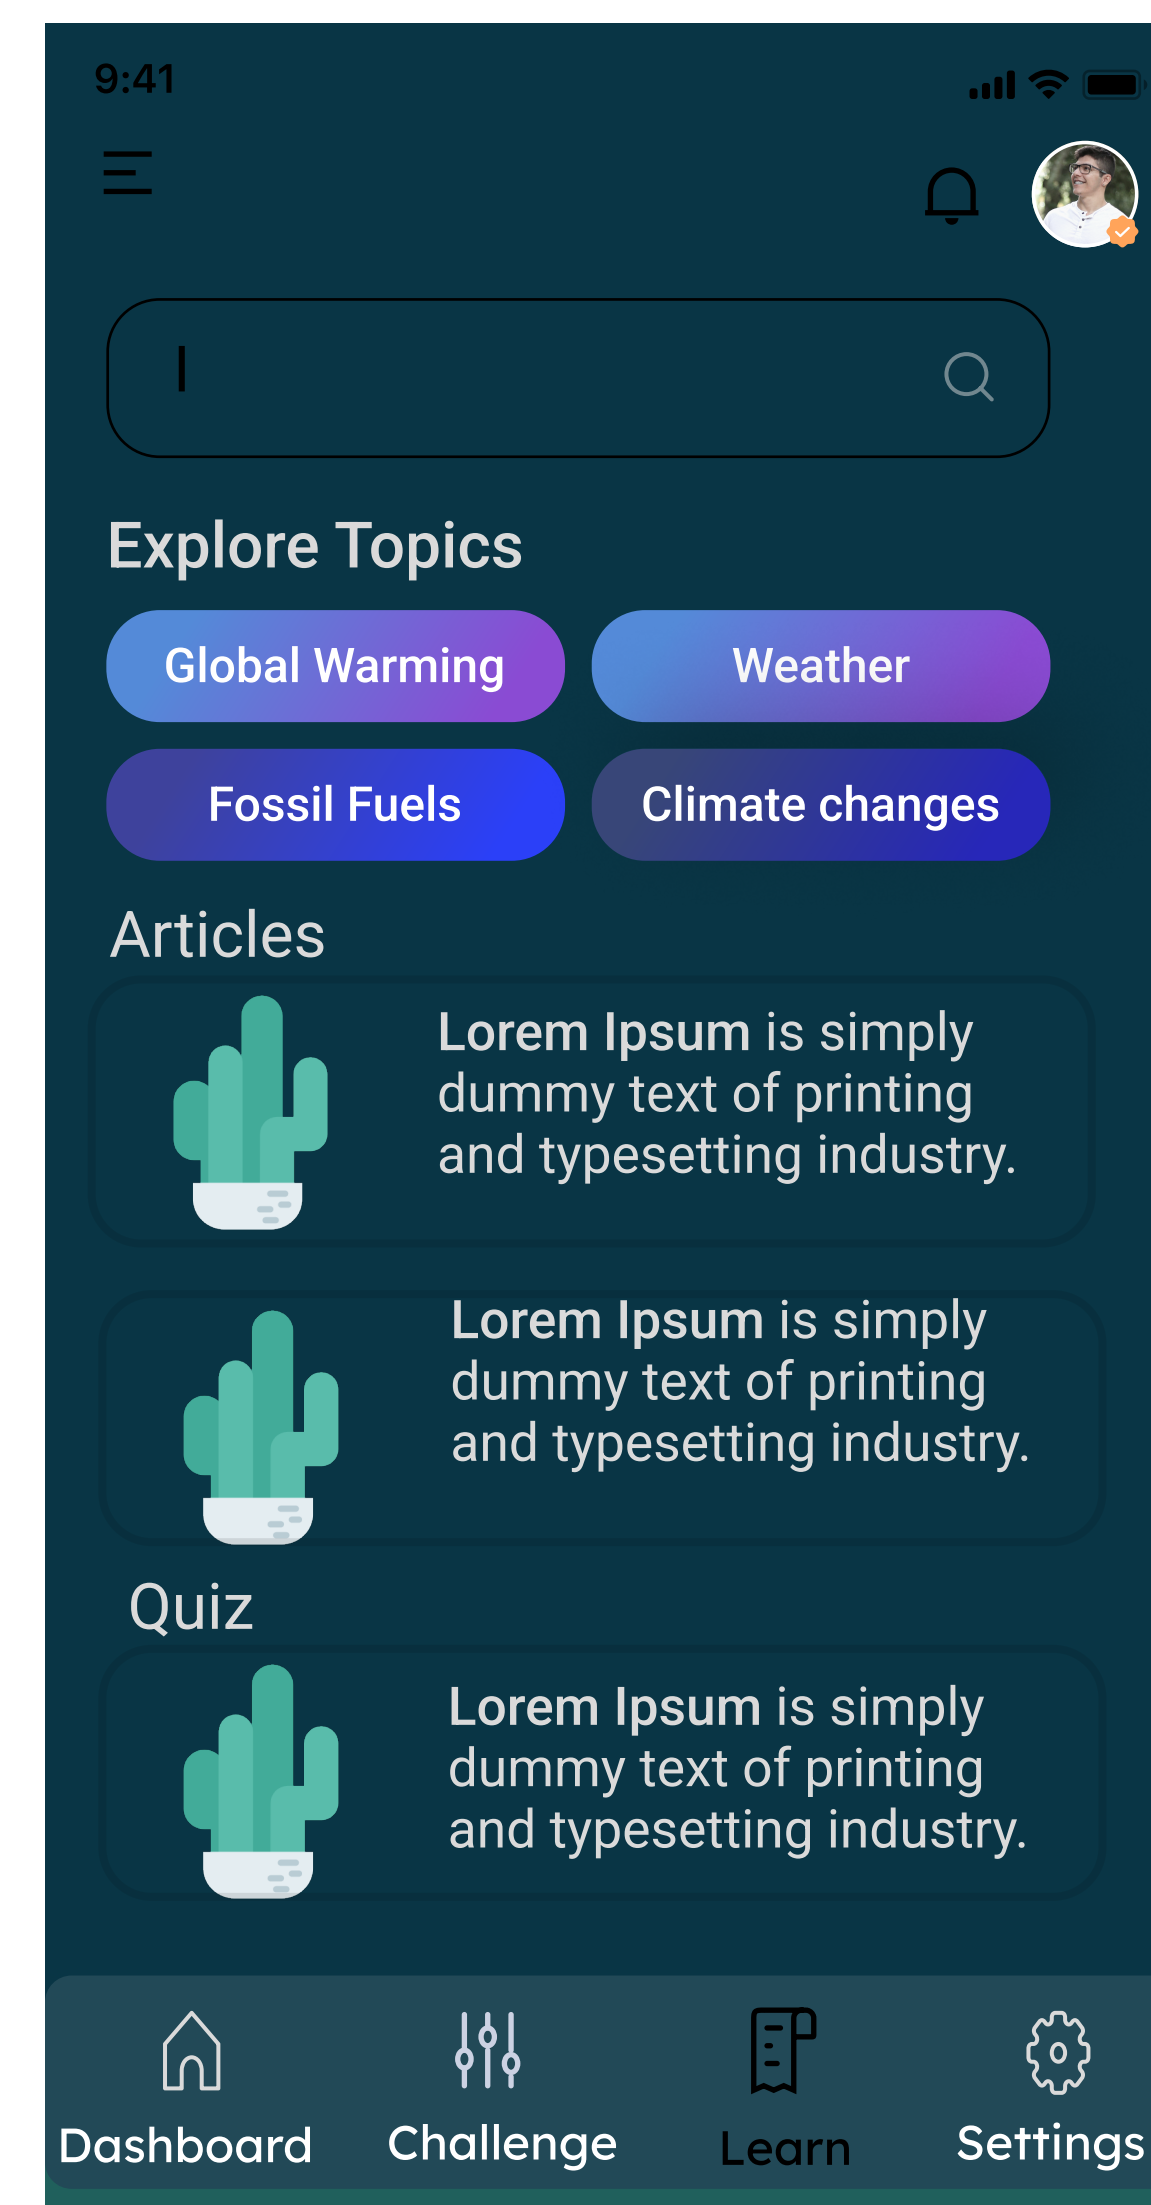 9:41
Explore Topics
Global Warming
Weather
Fossil Fuels
Climate changes
Articles
Lorem Ipsum is simply
dummy text of printing
and typesetting industry.
Lorem Ipsum is simply
dummy text of printing
and typesetting industry.
Quiz
Lorem Ipsum is simply
dummy text of printing
and typesetting industry.
Dashboard
Challenge
Learn
Settings